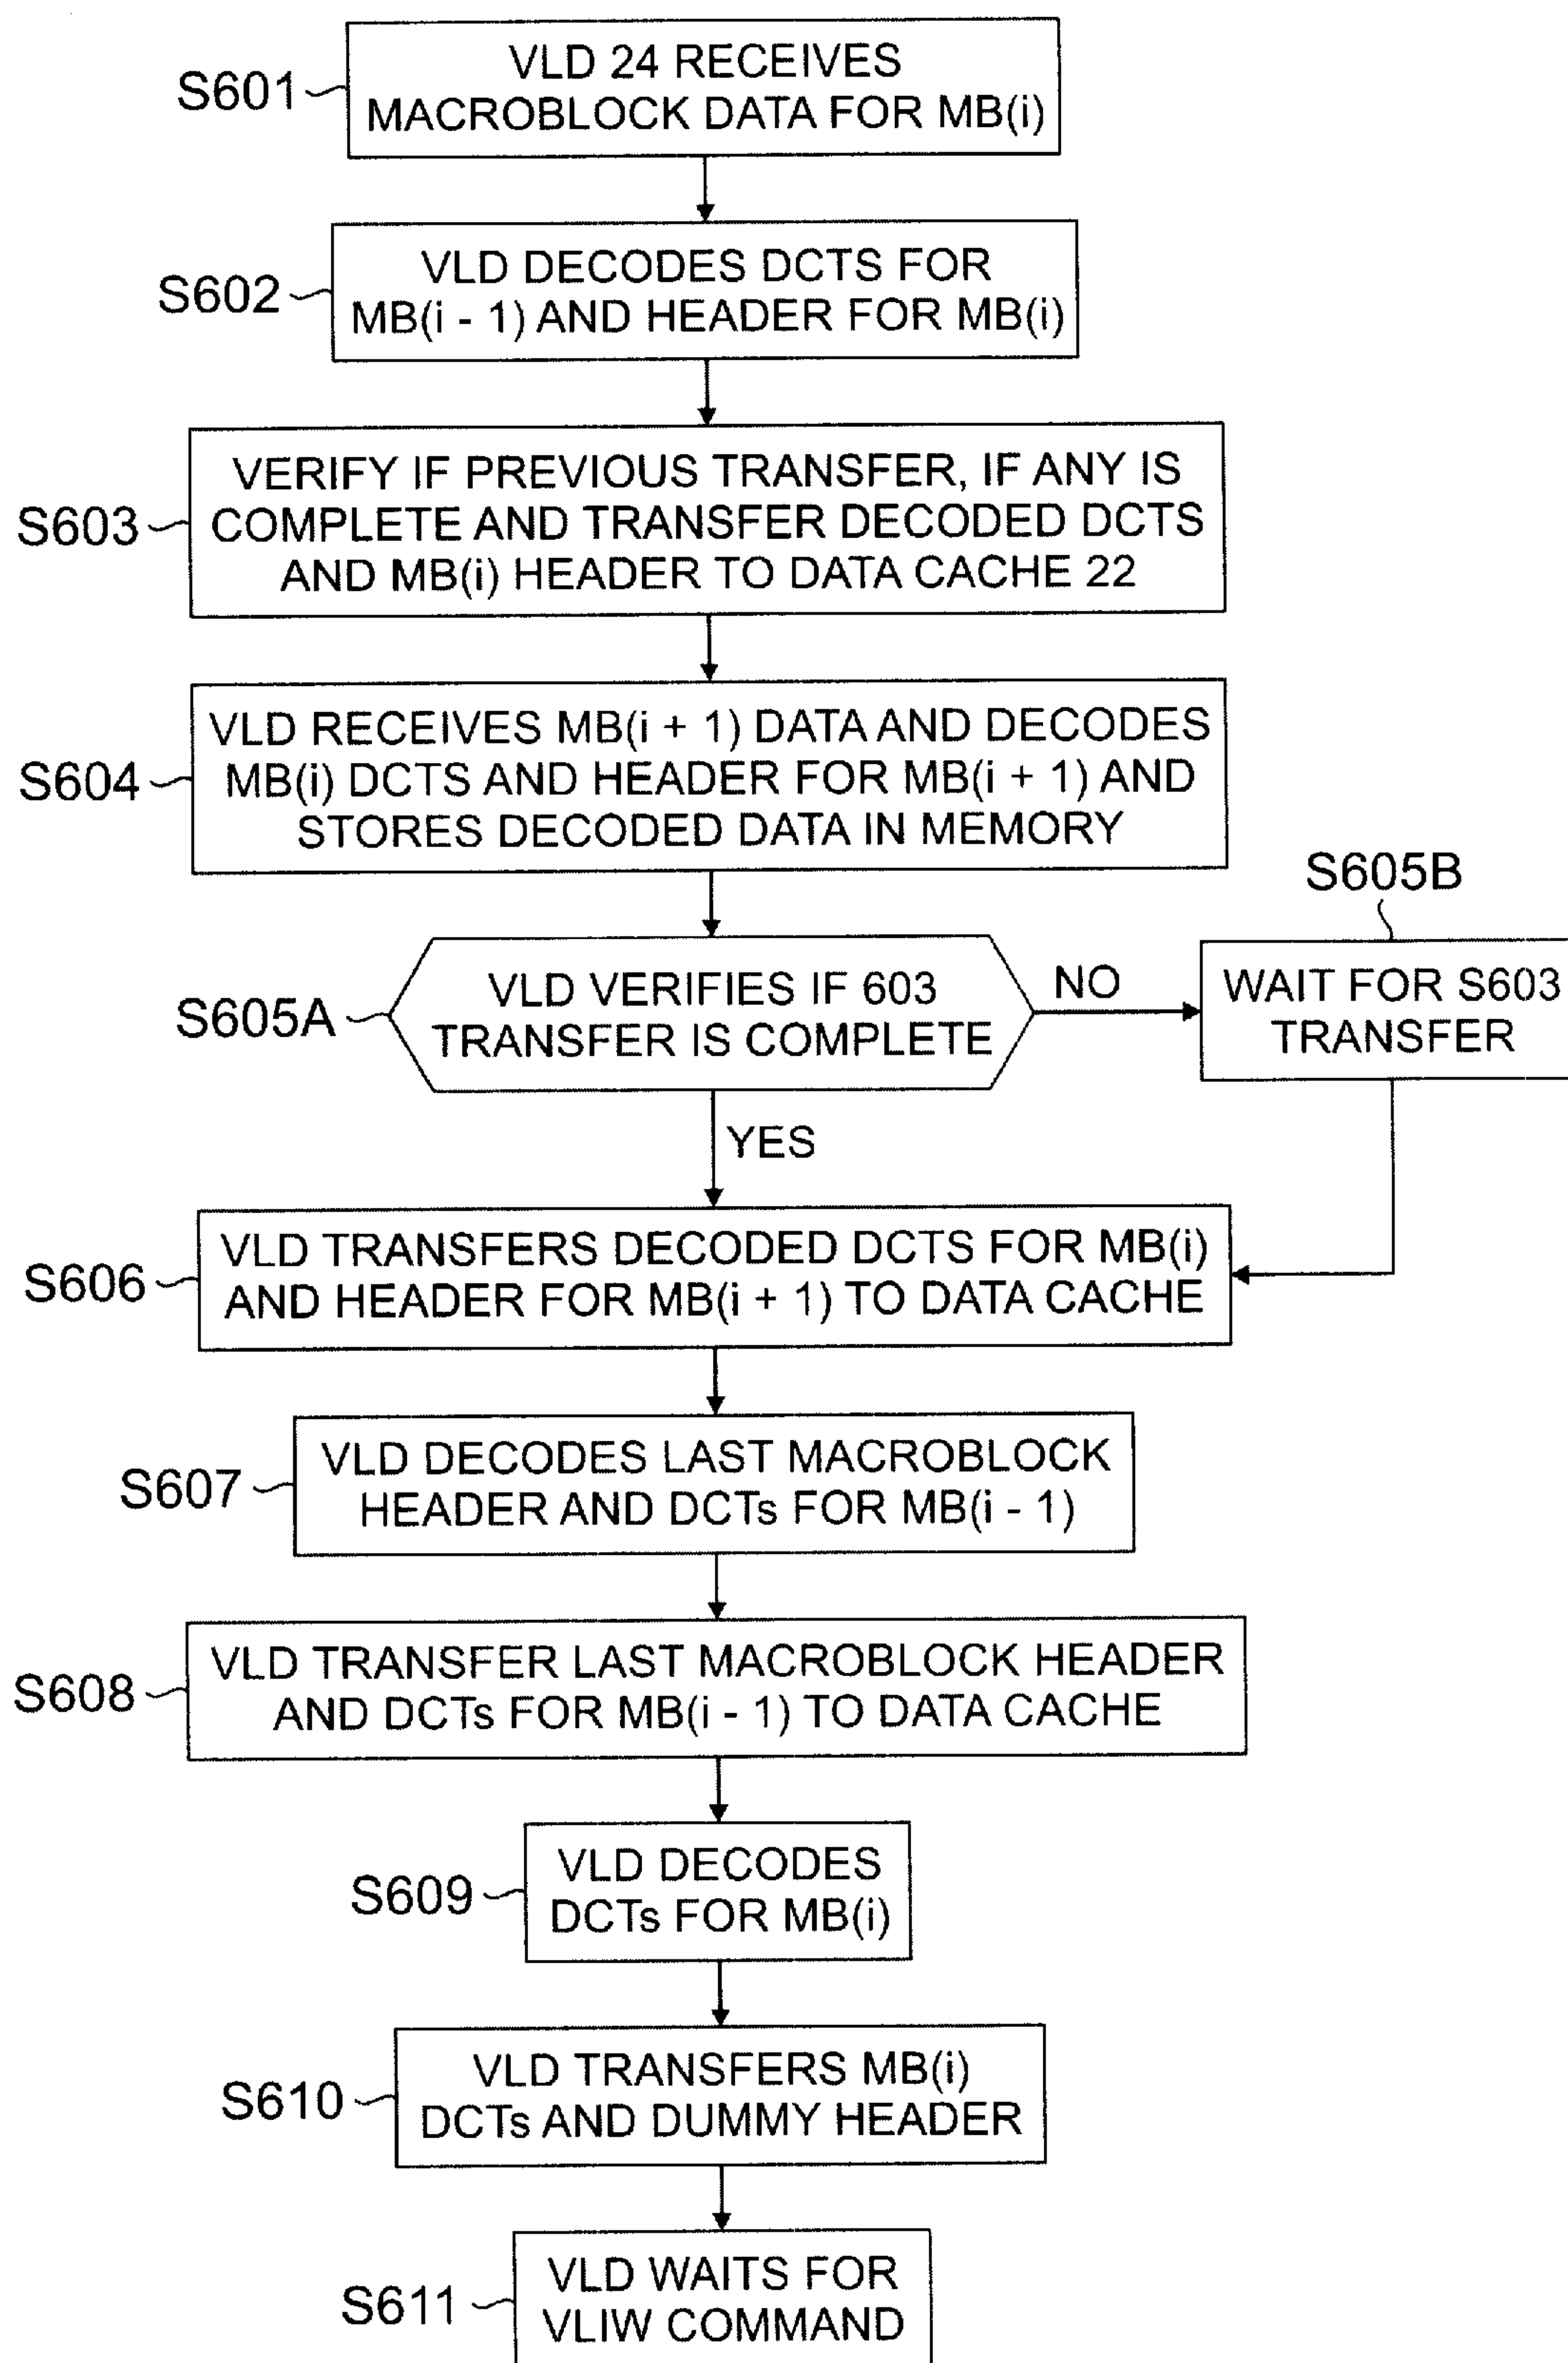 S601
VLD 24 RECEIVES
MACROBLOCK DATA FOR MB(i)
S602
VLD DECODES DCTS FOR
MB(i - 1) AND HEADER FOR MB(i)
S603
VERIFY IF PREVIOUS TRANSFER, IF ANY IS
COMPLETE AND TRANSFER DECODED DCTS
AND MB(i) HEADER TO DATA CACHE 22
S604
VLD RECEIVES MB(i + 1) DATA AND DECODES
MB(i) DCTS AND HEADER FOR MB(i + 1) AND
STORES DECODED DATA IN MEMORY
S605A
VLD VERIFIES IF 603
TRANSFER IS COMPLETE
NO
S605B
WAIT FOR S603
TRANSFER
YES
S606
VLD TRANSFERS DECODED DCTS FOR MB(i)
AND HEADER FOR MB(i + 1) TO DATA CACHE
S607
VLD DECODES LAST MACROBLOCK
HEADER AND DCTs FOR MB(i - 1)
S608
VLD TRANSFER LAST MACROBLOCK HEADER
AND DCTs FOR MB(i - 1) TO DATA CACHE
S609
VLD DECODES
DCTs FOR MB(i)
S610
VLD TRANSFERS MB(i)
DCTs AND DUMMY HEADER
S611
VLD WAITS FOR
VLIW COMMAND